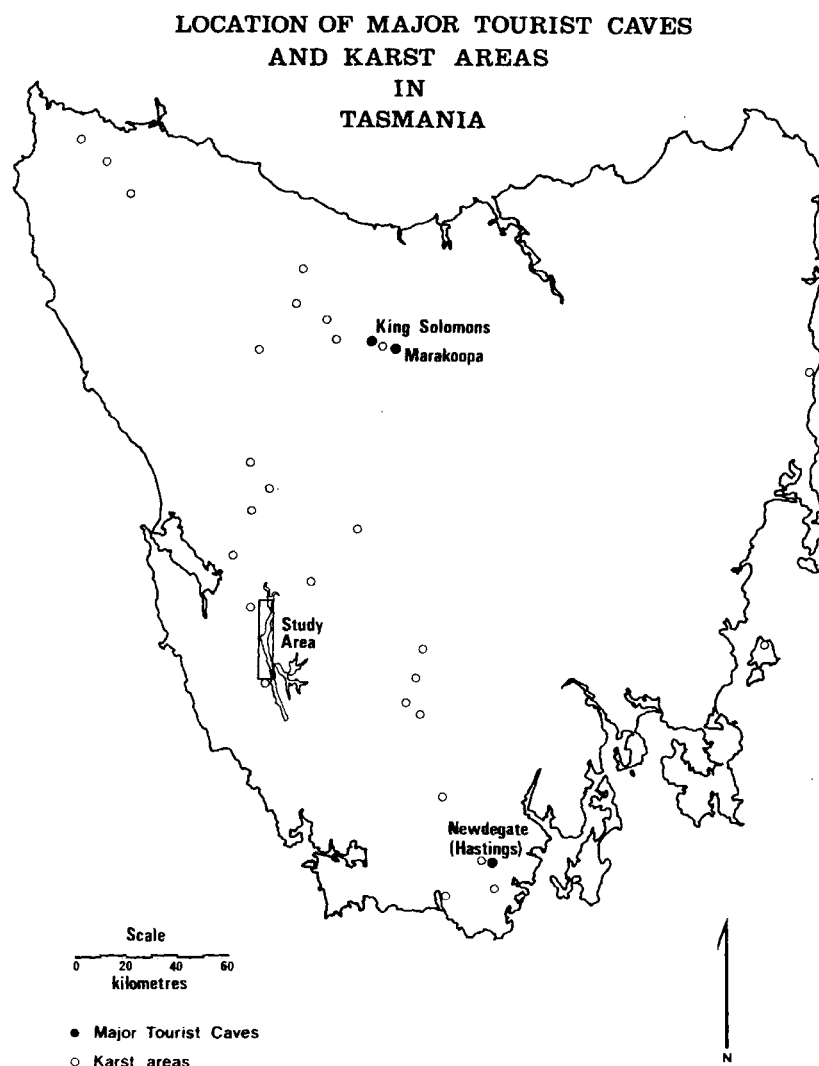 LOCATION OF MAJOR TOURIST CAVES
AND KARST AREAS
IN
TASMANIA
King Solomons
Marakoopa
Study
Area
Newdegate
(Hastings)
Scale
0 20 40 60
kilometres
Major Tourist Caves
Karst areas
N